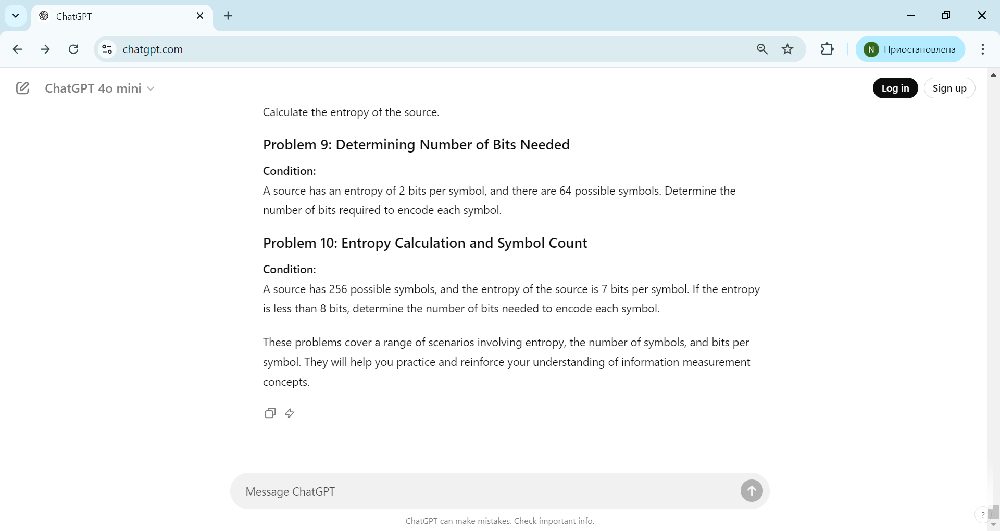 ChatGPT
chatgpt.com
N Приостановлена
ChatGPT 4o mini
Log in
Sign up
Calculate the entropy of the source.
Problem 9: Determining Number of Bits Needed
Condition:
A source has an entropy of 2 bits per symbol, and there are 64 possible symbols. Determine the
number of bits required to encode each symbol.
Problem 10: Entropy Calculation and Symbol Count
Condition:
A source has 256 possible symbols, and the entropy of the source is 7 bits per symbol. If the entropy
is less than 8 bits, determine the number of bits needed to encode each symbol.
These problems cover a range of scenarios involving entropy, the number of symbols, and bits per
symbol. They will help you practice and reinforce your understanding of information measurement
concepts.
Message ChatGPT
?
ChatGPT can make mistakes. Check important info.